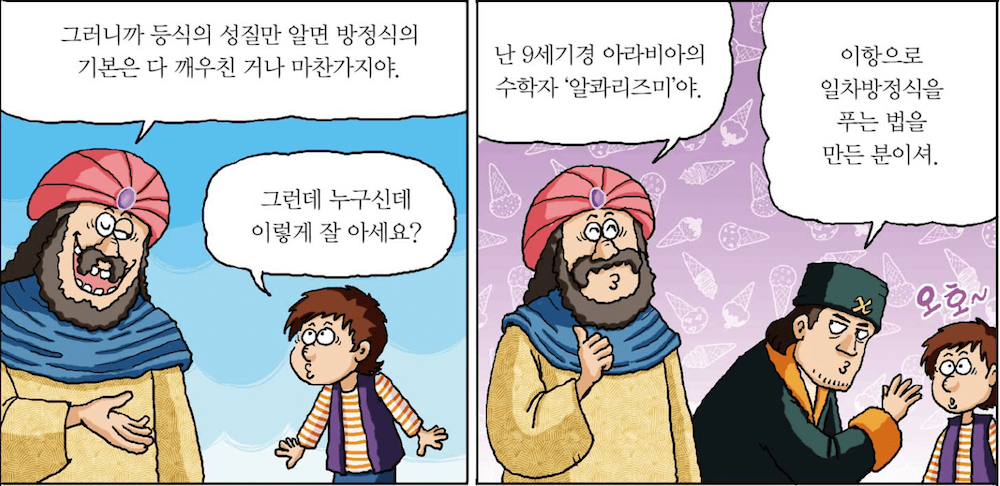 그러니까 등식의 성질만 알면 방정식의
기본은 다 깨우친 거나 마찬가지야.
그런데 누구신데
이렇게 잘 아세요?
난 9세기경 아라비아의
수학자 ‘알콰리즈미’야.
이항으로
일차방정식을
푸는 법을
만든 분이셔.
x
오호~